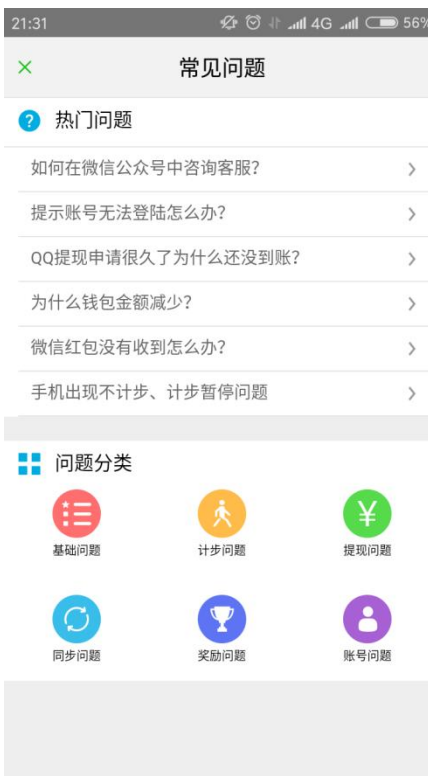 21:31 4G 56%
常见问题
热门问题
如何在微信公众号中咨询客服？
提示账号无法登陆怎么办？
QQ提现申请很久了为什么还没到账？
为什么钱包金额减少？
微信红包没有收到怎么办？
手机出现不计步、计步暂停问题
问题分类
基础问题 计步问题 提现问题
同步问题 奖励问题 账号问题